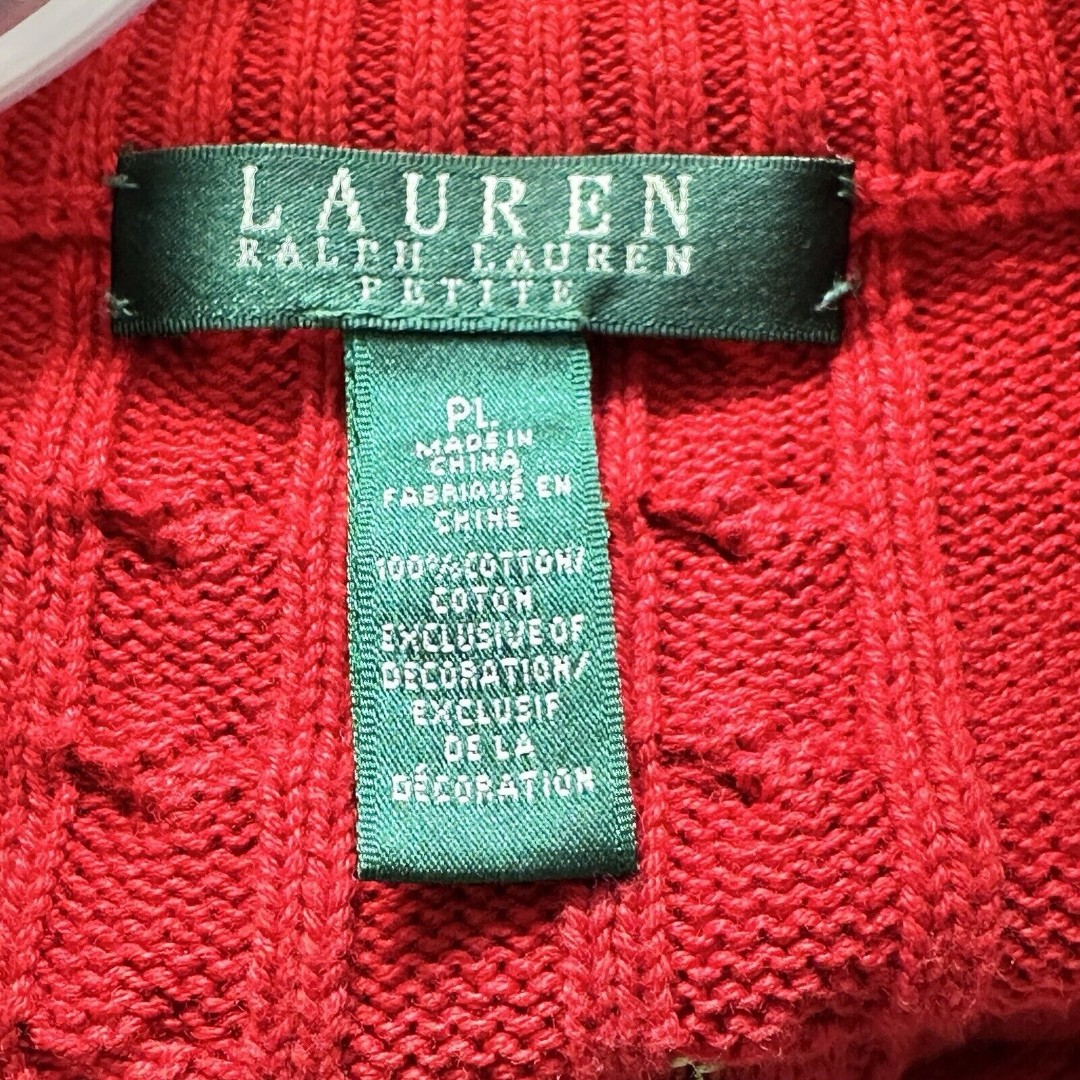 LAUREN
RALPH LAUREN
PETITE
PL
MADE IN
CHINA
FABRIQUÉ EN
CHINE
100% COTTON/
COTON
EXCLUSIVE OF
DECORATION/
EXCLUSIF
DE LA
DÉCORATION